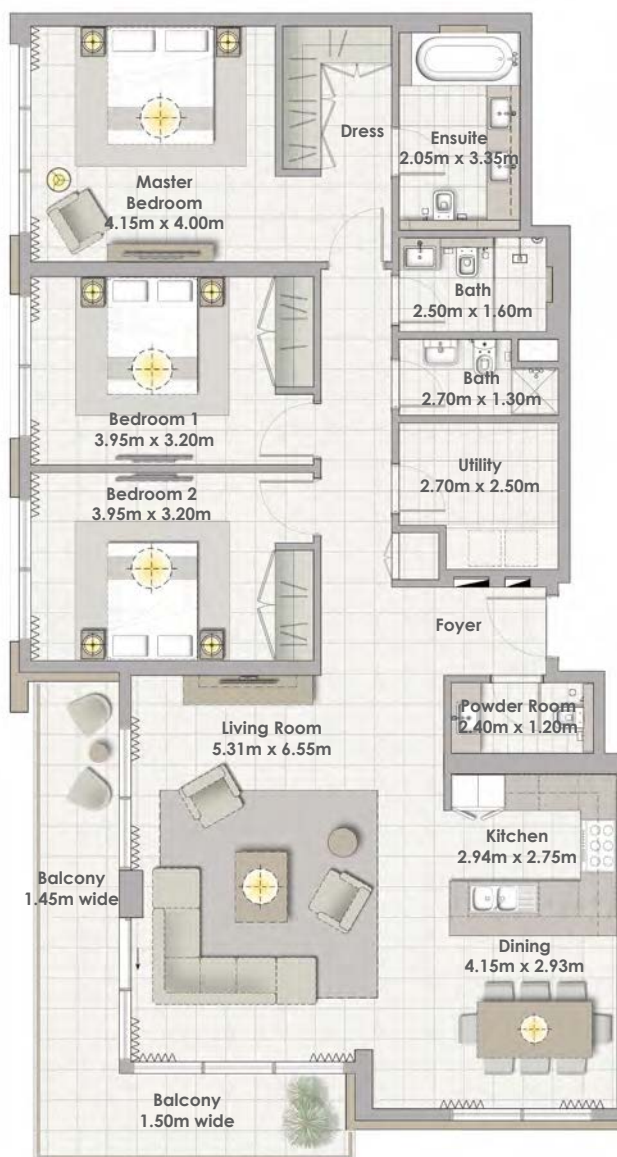 Dress
Ensuite
2.05m x 3.35m
Master
Bedroom
4.15m x 4.00m
Bath
2.50m x 1.60m
Bath
2.70m x 1.30m
Bedroom 1
3.95m x 3.20m
Utility
2.70m x 2.50m
Bedroom 2
3.95m x 3.20m
Foyer
Powder Room
2.40m x 1.20m
Living Room
5.31m x 6.55m
Kitchen
2.94m x 2.75m
Balcony
1.45m wide
Dining
4.15m x 2.93m
Balcony
1.50m wide